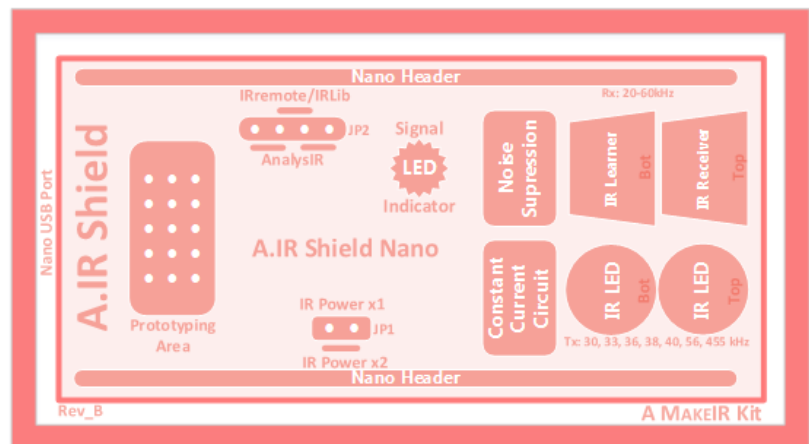 Nano Header
IRremote/IRLib
JP2
AnalysIR
Signal
LED
Indicator
Noise
Supression
Rx: 20-60kHz
IR Learner
Bot
IR Receiver
Top
Nano USB Port
A.IR Shield
Prototyping
Area
A.IR Shield Nano
IR Power x1
JP1
IR Power x2
Constant
Current
Circuit
IR LED
Bot
IR LED
Top
Tx: 30, 33, 36, 38, 40, 56, 455 kHz
Nano Header
Rev_B
A MAKEIR Kit